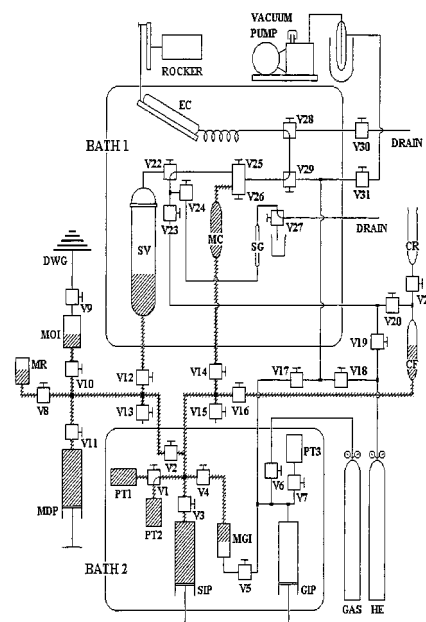 VACUUM
PUMP
ROCKER
EC
V28
BATH 1
V30
DRAIN
V22
V25
V29
V31
V24
V26
V23
V27
MC
SG
DRAIN
CR
SV
DWG
V9
V20
MOI
V19
CF
MR
V17
V18
V12
V14
V10
V8
V13
V15
V16
V11
V2
PT3
V6
PT1
V1
V4
V7
V3
PT2
MGI
MDP
V5
BATH 2
SIP
GIP
GAS
HE